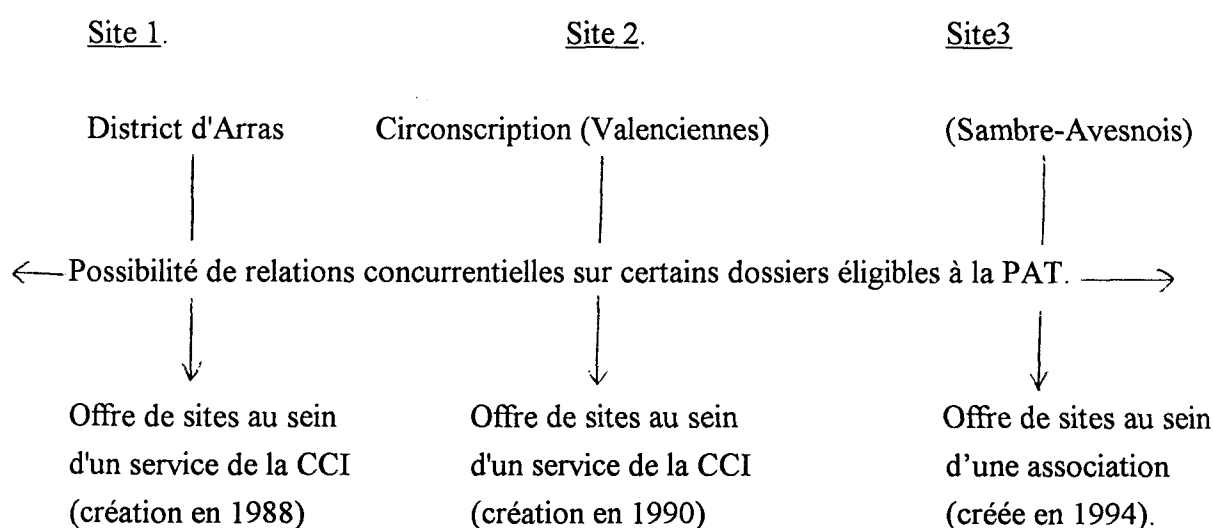 Site 1. Site 2. Site3
District d'Arras Circonscription (Valenciennes) (Sambre-Avesnois)
Possibilité de relations concurrentielles sur certains dossiers éligibles à la PAT.
Offre de sites au sein Offre de sites au sein Offre de sites au sein
d'un service de la CCI d'un service de la CCI d’une association
(création en 1988) (création en 1990) (créée en 1994).